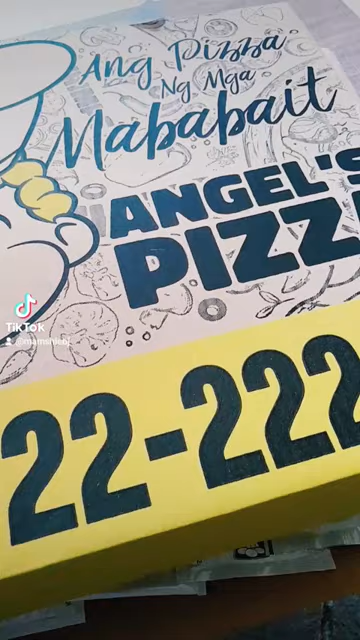 Ang Pizza
Ng Mga
Mababait
ANGEL'S
PIZZ
22-222
TikTok